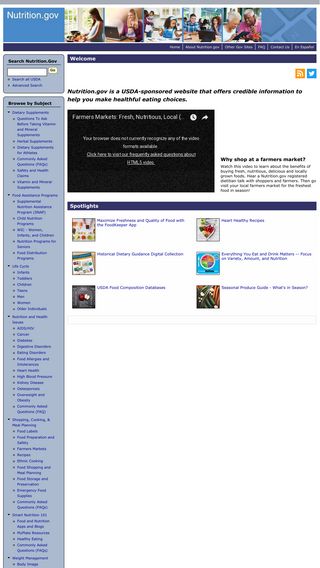 Nutrition.gov
Home | About Nutrition.gov | Other Gov Sites | FAQ | Contact Us | En Español
Search Nutrition.Gov
Go
Search all USDA
Advanced Search
Browse by Subject
Dietary Supplements
Questions To Ask
Before Taking Vitamin
and Mineral
Supplements
Herbal Supplements
Dietary Supplements
for Athletes
Commonly Asked
Questions (FAQ)
Safety and Health
Claims
Vitamin and Mineral
Supplements
Food Assistance Programs
Supplemental
Nutrition Assistance
Program (SNAP)
Child Nutrition
Programs
WIC - Women,
Infants, and Children
Nutrition Programs for
Seniors
Food Distribution
Programs
Life Cycle
Infants
Toddlers
Children
Teens
Men
Women
Older Individuals
Nutrition and Health
Issues
AIDS/HIV
Cancer
Diabetes
Digestive Disorders
Eating Disorders
Food Allergies and
Intolerances
Heart Health
High Blood Pressure
Kidney Disease
Osteoporosis
Overweight and
Obesity
Commonly Asked
Questions (FAQ)
Shopping, Cooking, &
Meal Planning
Food Labels
Food Preparation and
Safety
Farmers Markets
Recipes
Ethnic Cooking
Food Shopping and
Meal Planning
Food Storage and
Preservation
Emergency Food
Supplies
Commonly Asked
Questions (FAQs)
Smart Nutrition 101
Food and Nutrition
Apps and Blogs
MyPlate Resources
Healthy Eating
Commonly Asked
Questions (FAQs)
Weight Management
Body Image
Welcome
Nutrition.gov is a USDA-sponsored website that offers credible information to
help you make healthful eating choices.
Farmers Markets: Fresh, Nutritious, Local (...
Your browser does not currently recognize any of the video
formats available.
Click here to visit our frequently asked questions about
HTML5 video.
Why shop at a farmers market?
Watch this video to learn about the benefits of
buying fresh, nutritious, delicious and locally
grown foods. Hear a Nutrition.gov registered
dietitian talk with shoppers and farmers. Then go
visit your local farmers market for the freshest
food in season!
Spotlights
Maximize Freshness and Quality of Food with
the FoodKeeper App
Heart Healthy Recipes
Historical Dietary Guidance Digital Collection
Everything You Eat and Drink Matters -- Focus
on Variety, Amount, and Nutrition
USDA Food Composition Databases
Seasonal Produce Guide - What's in Season?